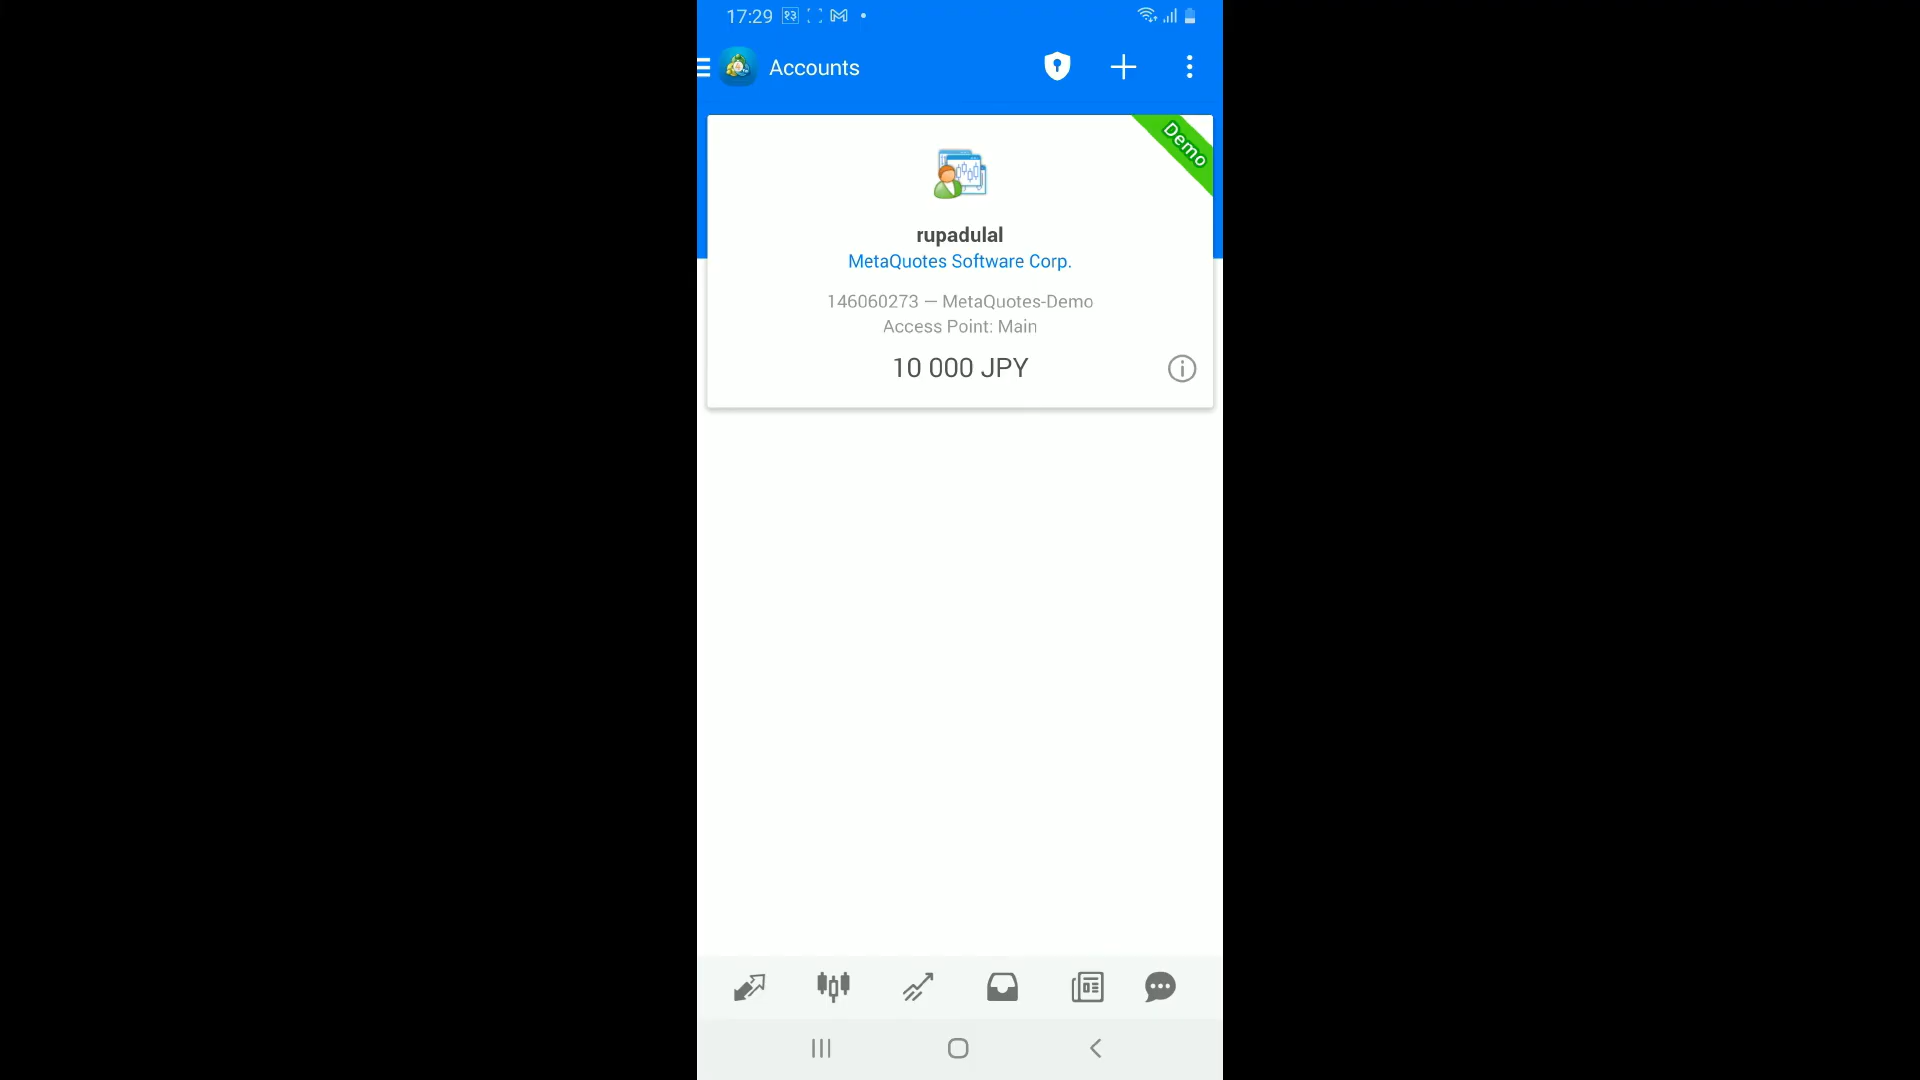 17:29
Accounts
Demo
rupadulal
MetaQuotes Software Corp.
146060273 — MetaQuotes-Demo
Access Point: Main
10 000 JPY